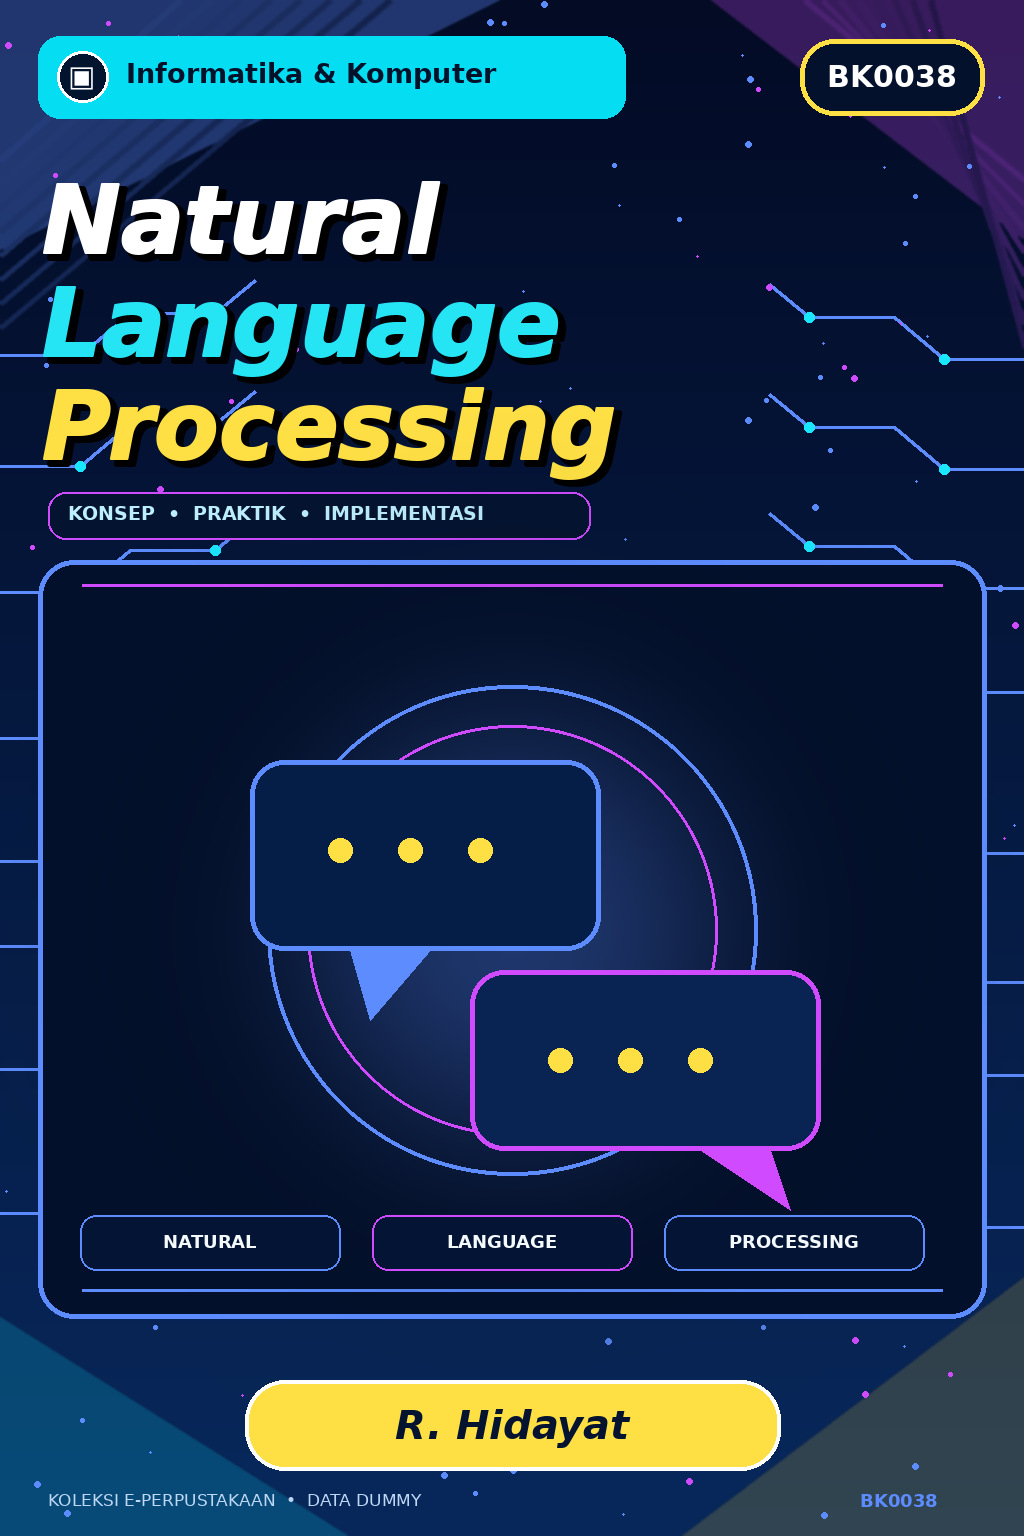 Informatika & Komputer
BK0038
Natural
Language
Processing
KONSEP • PRAKTIK • IMPLEMENTASI
NATURAL
LANGUAGE
PROCESSING
R. Hidayat
KOLEKSI E-PERPUSTAKAAN • DATA DUMMY
BK0038